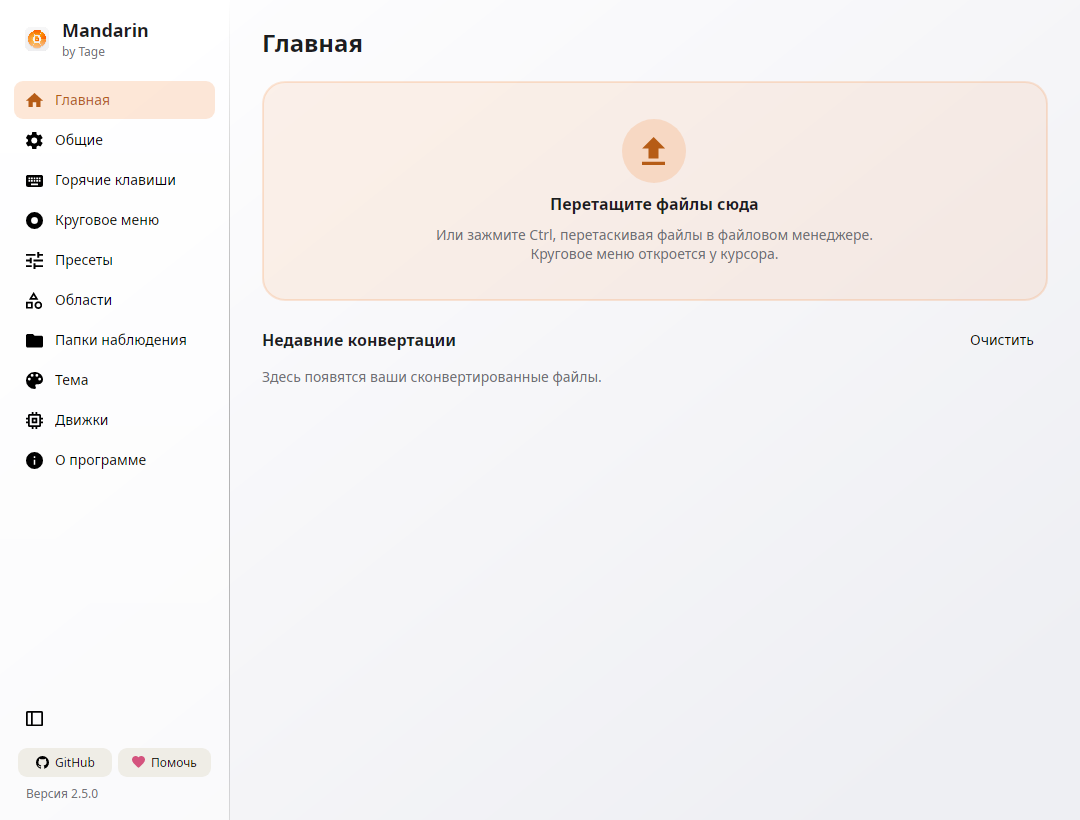 Mandarin
by Tage
Главная
Общие
Горячие клавиши
Круговое меню
Пресеты
Области
Папки наблюдения
Тема
Движки
О программе
GitHub
Помочь
Версия 2.5.0
Главная
Перетащите файлы сюда
Или зажмите Ctrl, перетаскивая файлы в файловом менеджере.
Круговое меню откроется у курсора.
Недавние конвертации
Очистить
Здесь появятся ваши сконвертированные файлы.